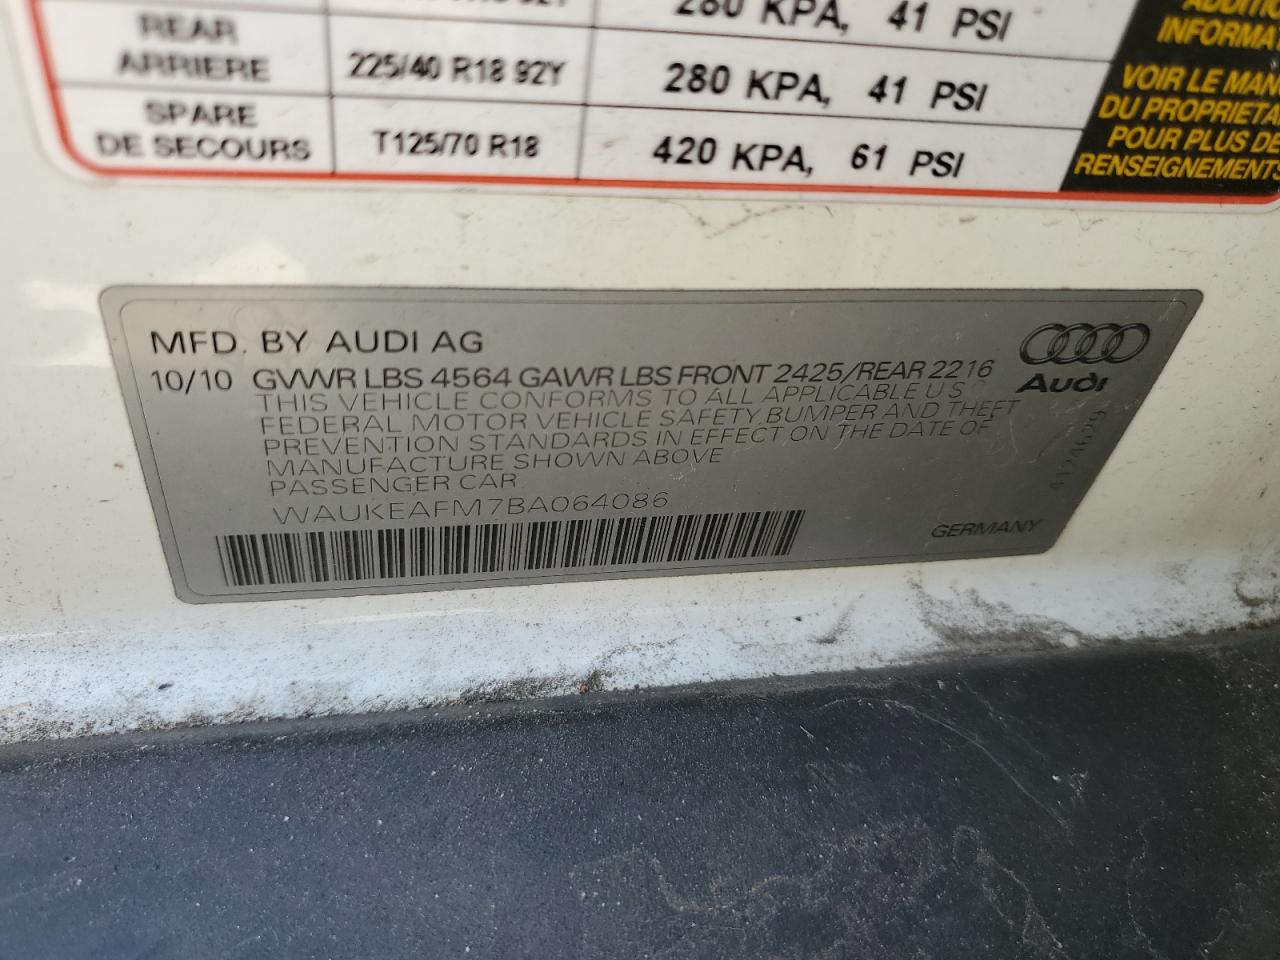 280 KPA, 41 PSI
REAR
ARRIERE
225/40 R18 92Y
280 KPA, 41 PSI
SPARE
DE SECOURS
T125/70 R18
420 KPA, 61 PSI
VOIR LE MAN
DU PROPRIETA
POUR PLUS DE
RENSEIGNEMENTS
MFD. BY AUDI AG
10/10 GVWR LBS 4564 GAWR LBS FRONT 2425/REAR 2216
THIS VEHICLE CONFORMS TO ALL APPLICABLE U S
FEDERAL MOTOR VEHICLE SAFETY, BUMPER AND THEFT
PREVENTION STANDARDS IN EFFECT ON THE DATE OF
MANUFACTURE SHOWN ABOVE
PASSENGER CAR
WAUKEAFM7BA064086
Audi
GERMANY